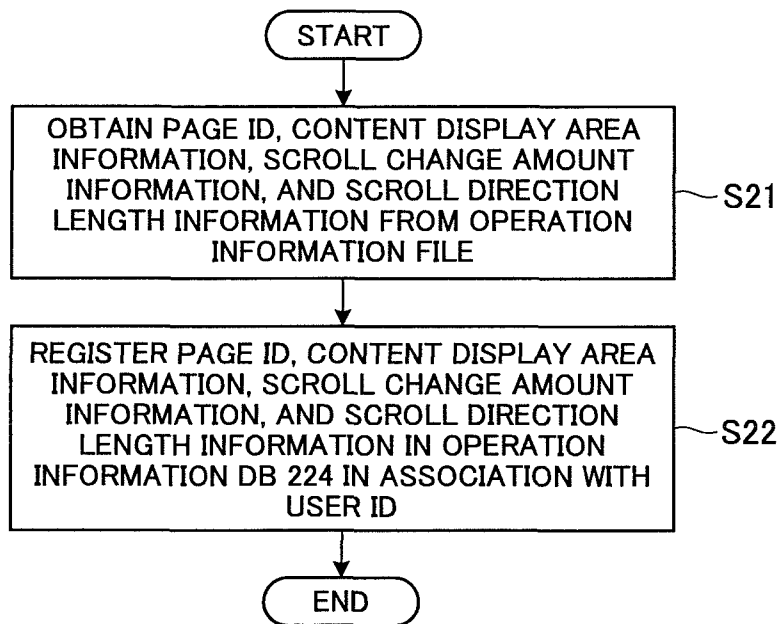 START
OBTAIN PAGE ID, CONTENT DISPLAY AREA
INFORMATION, SCROLL CHANGE AMOUNT
INFORMATION, AND SCROLL DIRECTION
LENGTH INFORMATION FROM OPERATION
INFORMATION FILE
S21
REGISTER PAGE ID, CONTENT DISPLAY AREA
INFORMATION, SCROLL CHANGE AMOUNT
INFORMATION, AND SCROLL DIRECTION
LENGTH INFORMATION IN OPERATION
INFORMATION DB 224 IN ASSOCIATION WITH
USER ID
S22
END